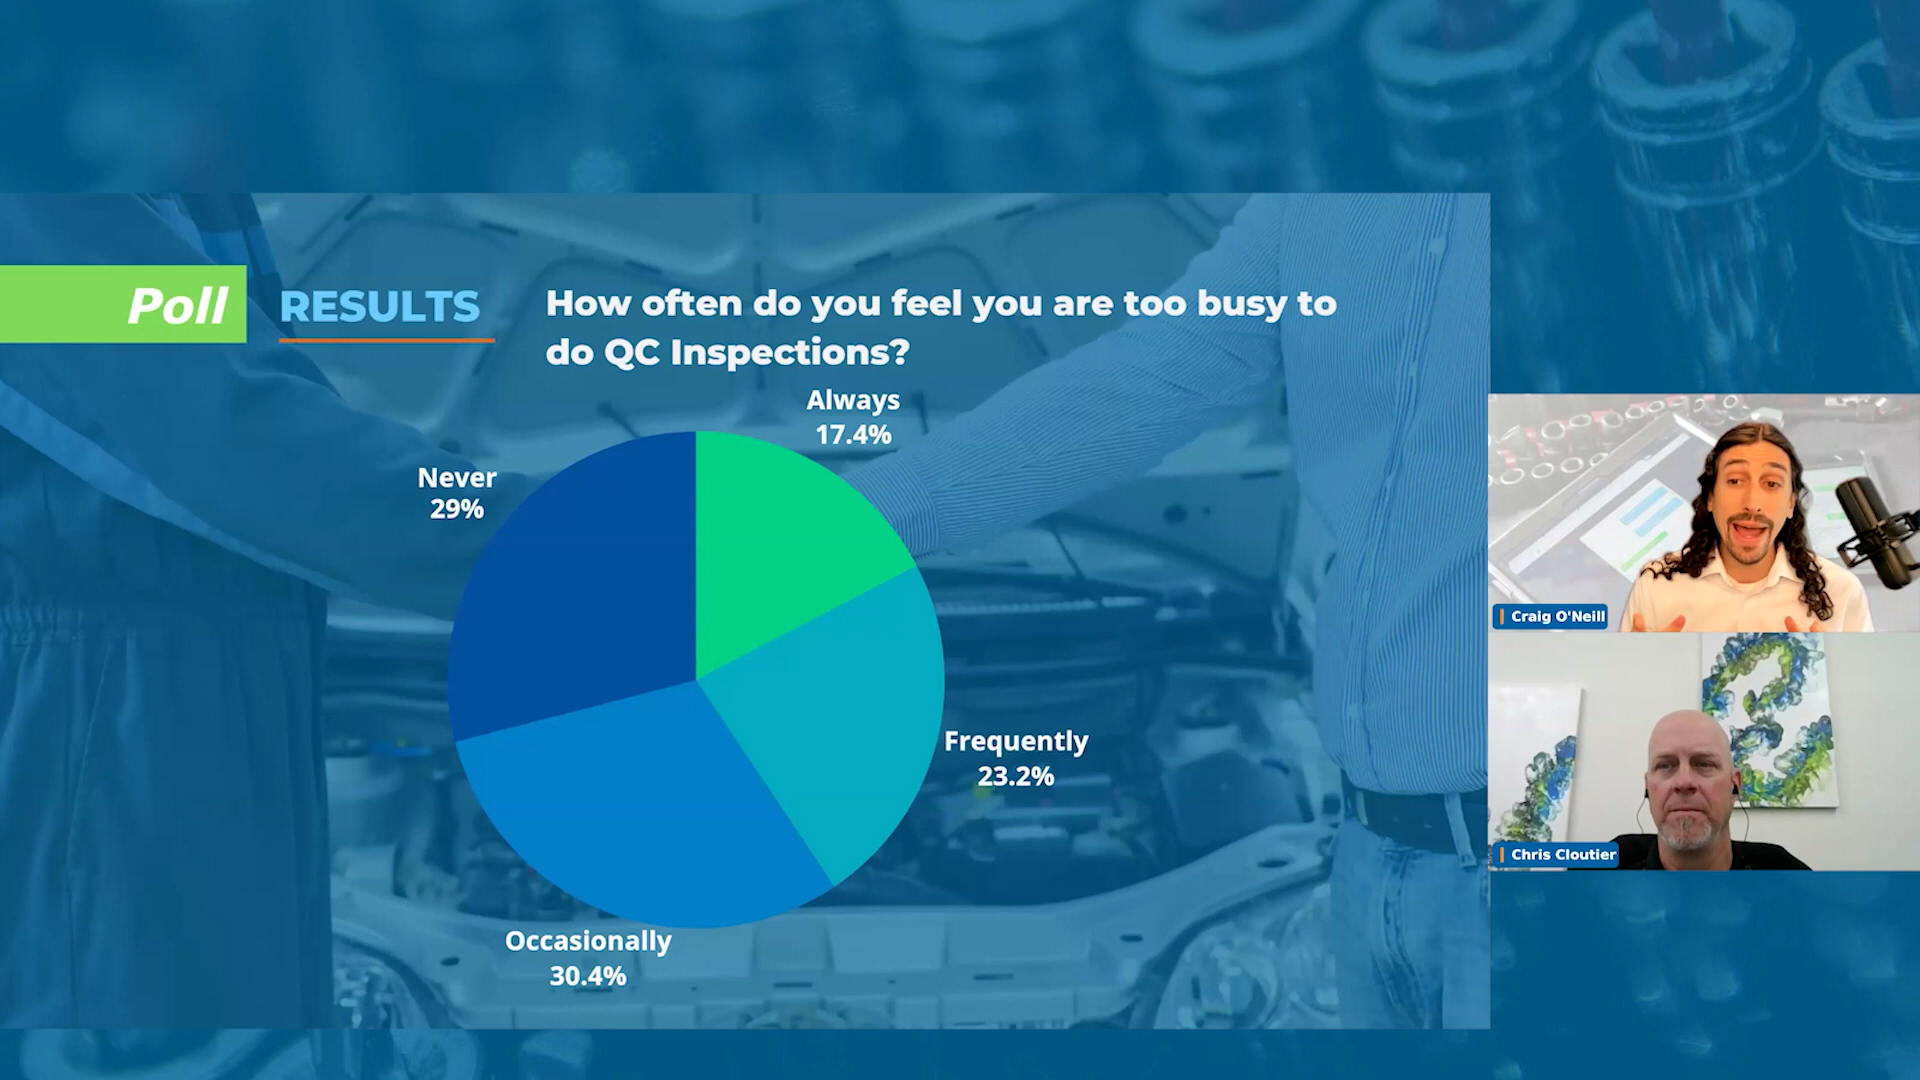 Poll
RESULTS
How often do you feel you are too busy to
do QC Inspections?
Always
17.4%
Never
29%
Frequently
23.2%
Occasionally
30.4%
Craig O'Neill
Chris Cloutier